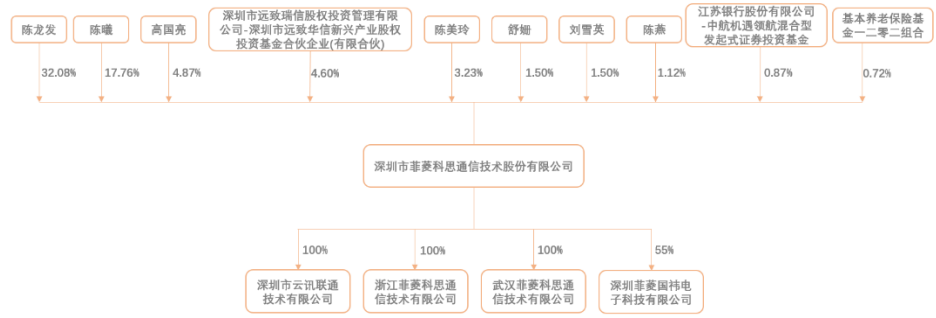 陈龙发
陈曦
高国亮
深圳市远致瑞信股权投资管理有限
公司-深圳市远致华信新兴产业股权
投资基金合伙企业(有限合伙)
陈美玲
舒姗
刘雪英
陈燕
江苏银行股份有限公司
-中航机遇领航混合型
发起式证券投资基金
基本养老保险基
金一二零二组合
32.08%
17.76%
4.87%
4.60%
3.23%
1.50%
1.50%
1.12%
0.87%
0.72%
深圳市菲菱科思通信技术股份有限公司
100%
100%
100%
55%
深圳市云讯联通
技术有限公司
浙江菲菱科思通
信技术有限公司
武汉菲菱科思通
信技术有限公司
深圳菲菱国祎电
子科技有限公司